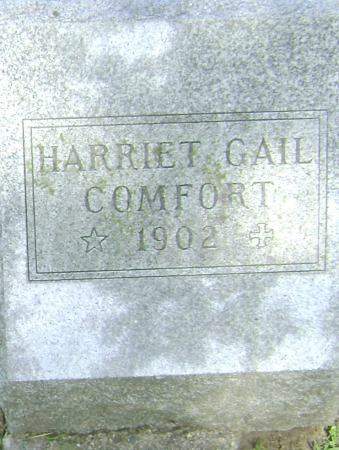 HARRIET GAIL
COMFORT
☆ 1902 ✠